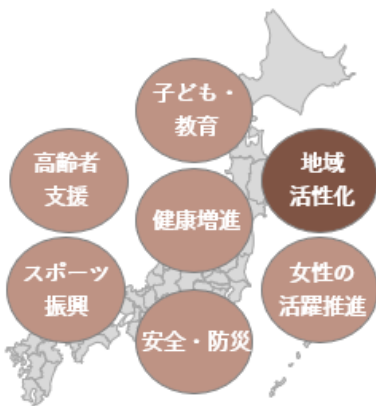 子ども・
教育
高齢者
支援
地域
活性化
健康増進
スポーツ
振興
女性の
活躍推進
安全・防災